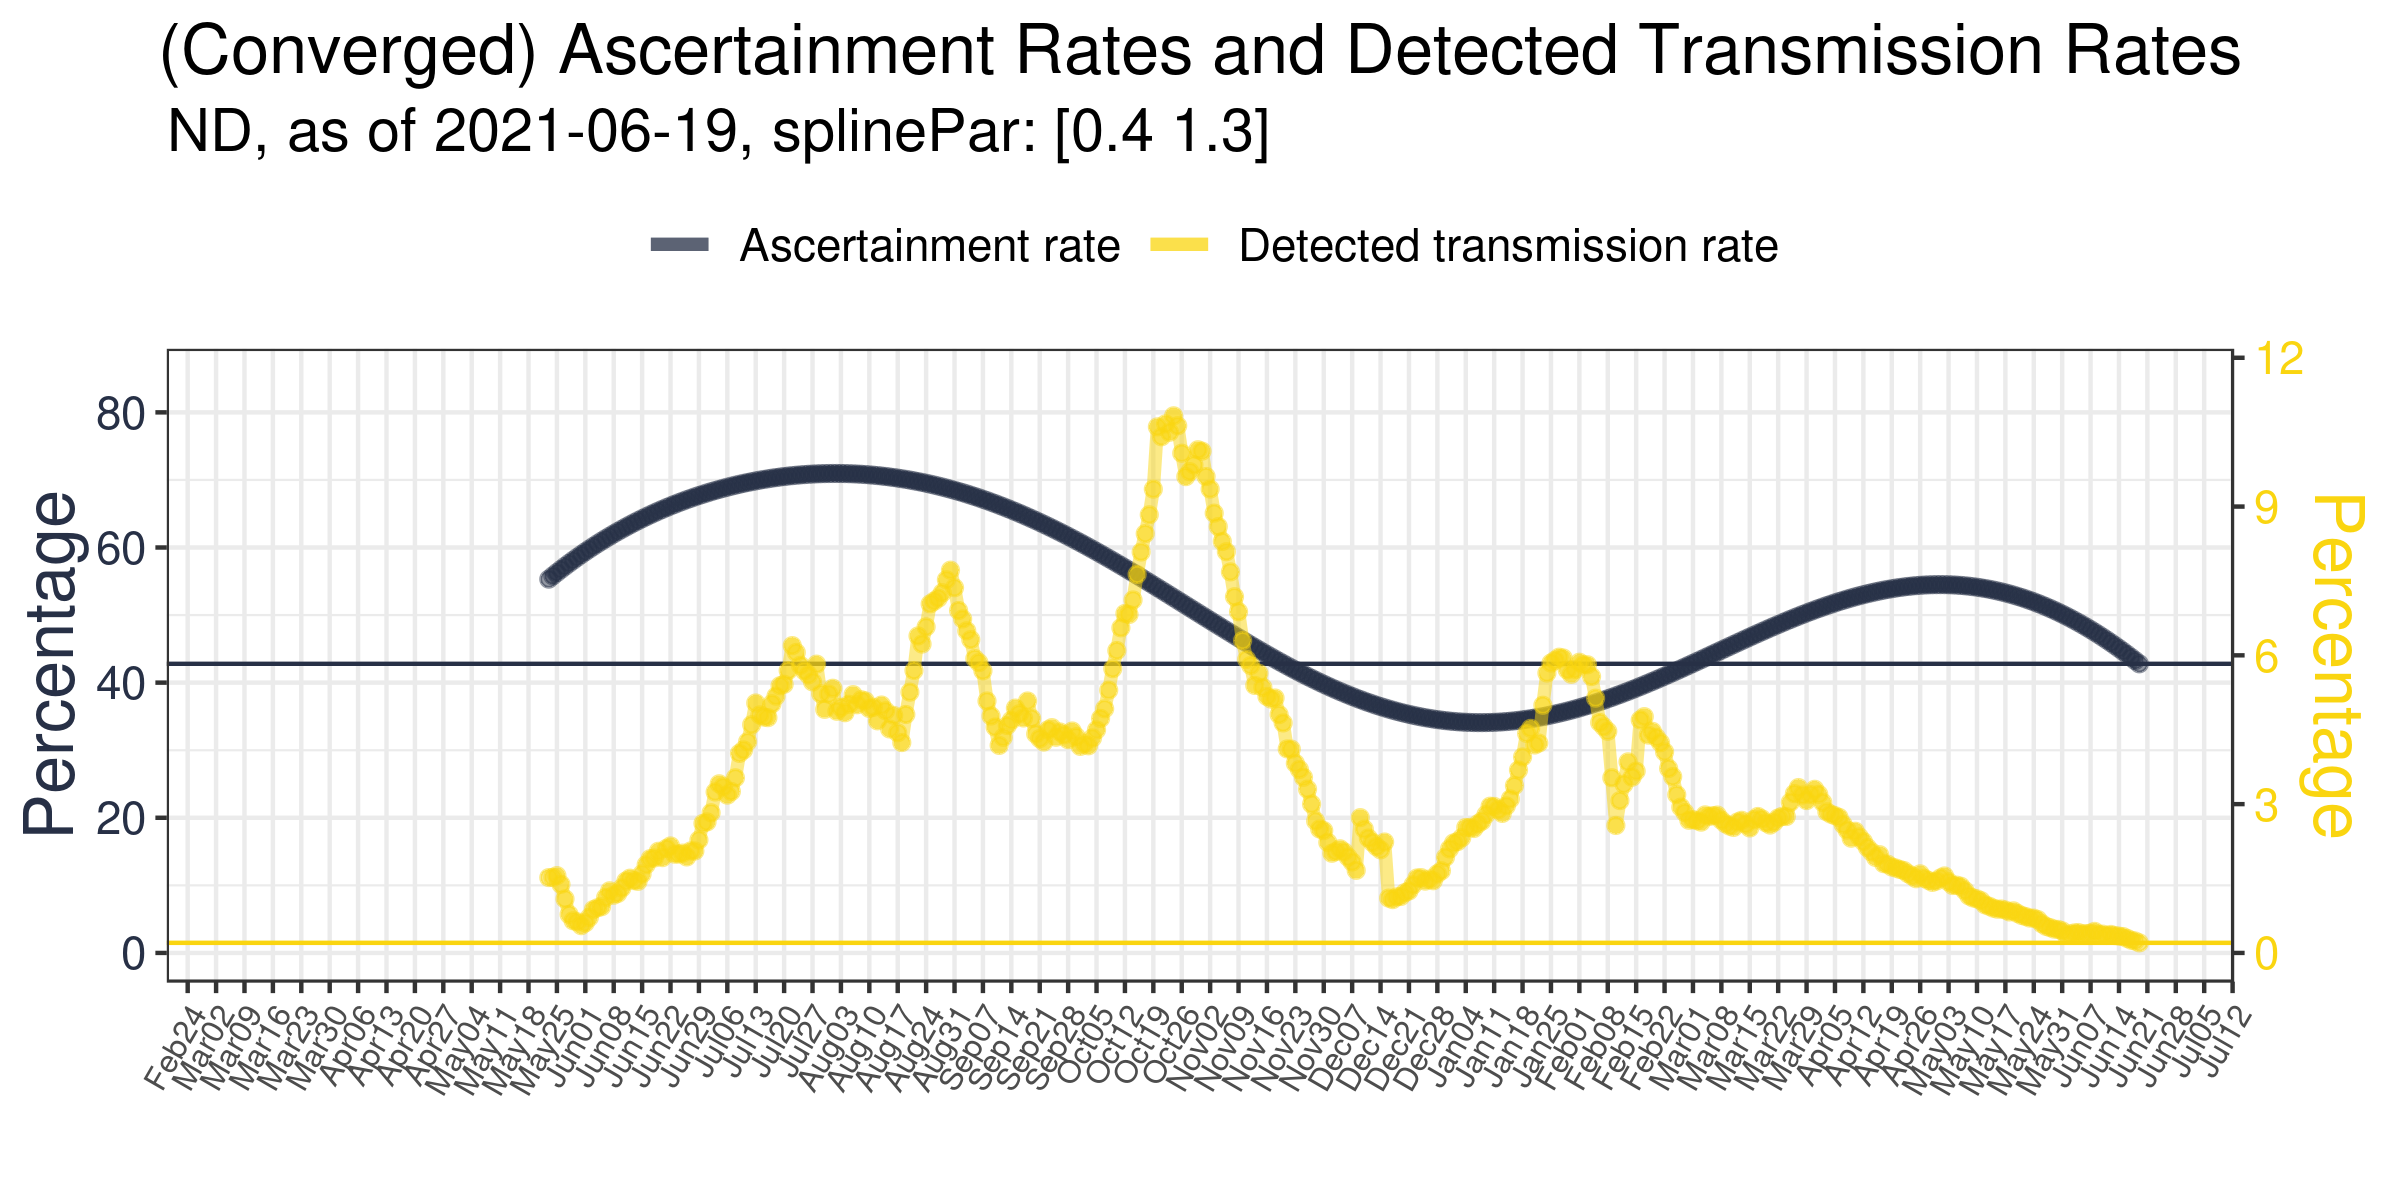 (Converged) Ascertainment Rates and Detected Transmission Rates
ND, as of 2021-06-19, splinePar: [0.4 1.3]
Ascertainment rate
Detected transmission rate
Percentage
80
60
40
20
0
12
9
6
3
0
Percentage
Feb24
Mar02
Mar09
Mar16
Mar23
Mar30
Apr06
Apr13
Apr20
Apr27
May04
May11
May18
May25
Jun01
Jun08
Jun15
Jun22
Jun29
Jul06
Jul13
Jul20
Jul27
Aug03
Aug10
Aug17
Aug24
Aug31
Sep07
Sep14
Sep21
Sep28
Oct05
Oct12
Oct19
Oct26
Nov02
Nov09
Nov16
Nov23
Nov30
Dec07
Dec14
Dec21
Dec28
Jan04
Jan11
Jan18
Jan25
Feb01
Feb08
Feb15
Feb22
Mar01
Mar08
Mar15
Mar22
Mar29
Apr05
Apr12
Apr19
Apr26
May03
May10
May17
May24
May31
Jun07
Jun14
Jun21
Jun28
Jul05
Jul12